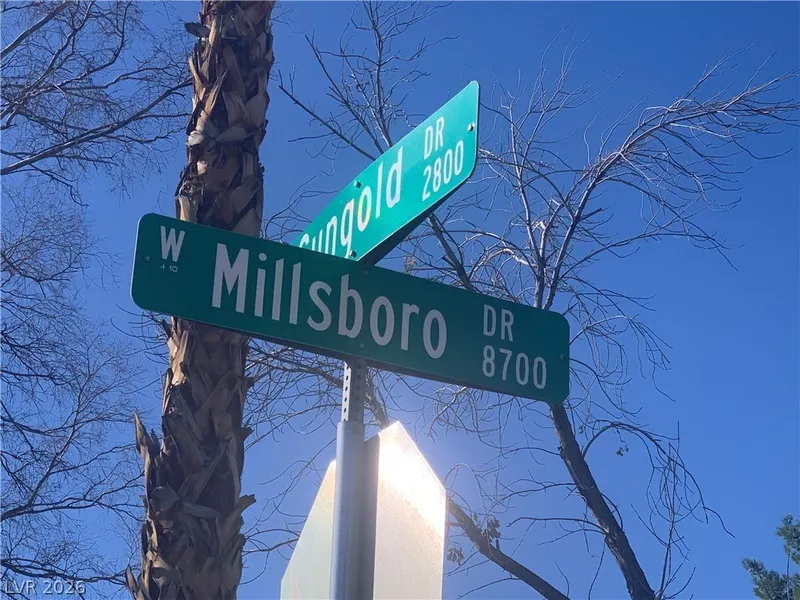 Sungold DR
2800
W Millsboro DR
8700
LVR 2026